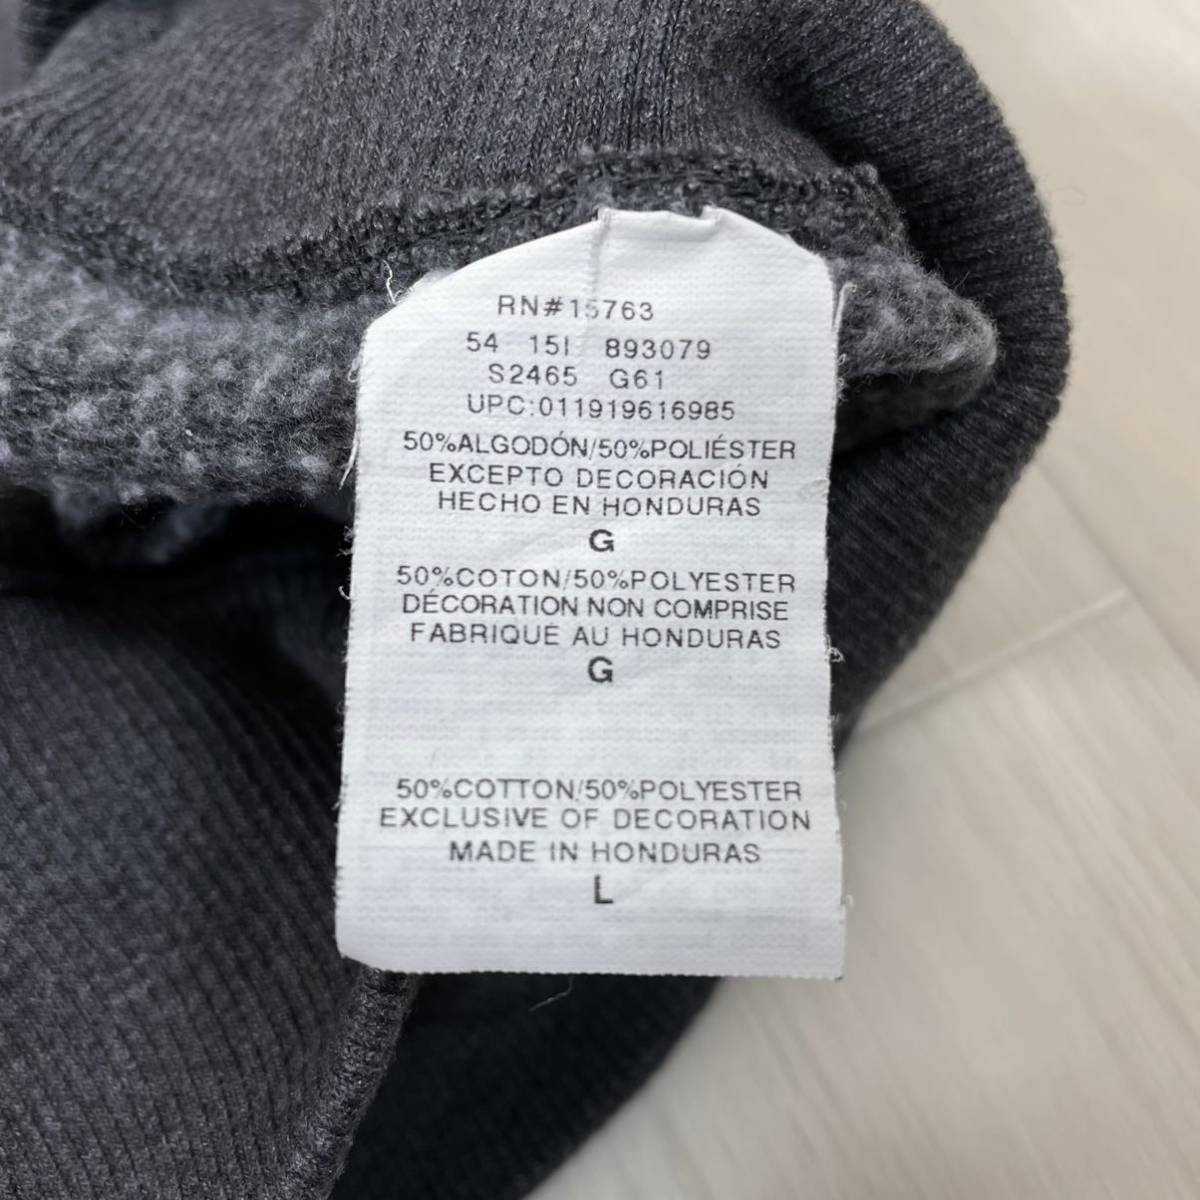 RN#15763
54 15I 893079
S2465 G61
UPC:011919616985
50%ALGODÓN/50%POLIÉSTER
EXCEPTO DECORACIÓN
HECHO EN HONDURAS
G
50%COTON/50%POLYESTER
DÉCORATION NON COMPRISE
FABRIQUÉ AU HONDURAS
G
50%COTTON/50%POLYESTER
EXCLUSIVE OF DECORATION
MADE IN HONDURAS
L